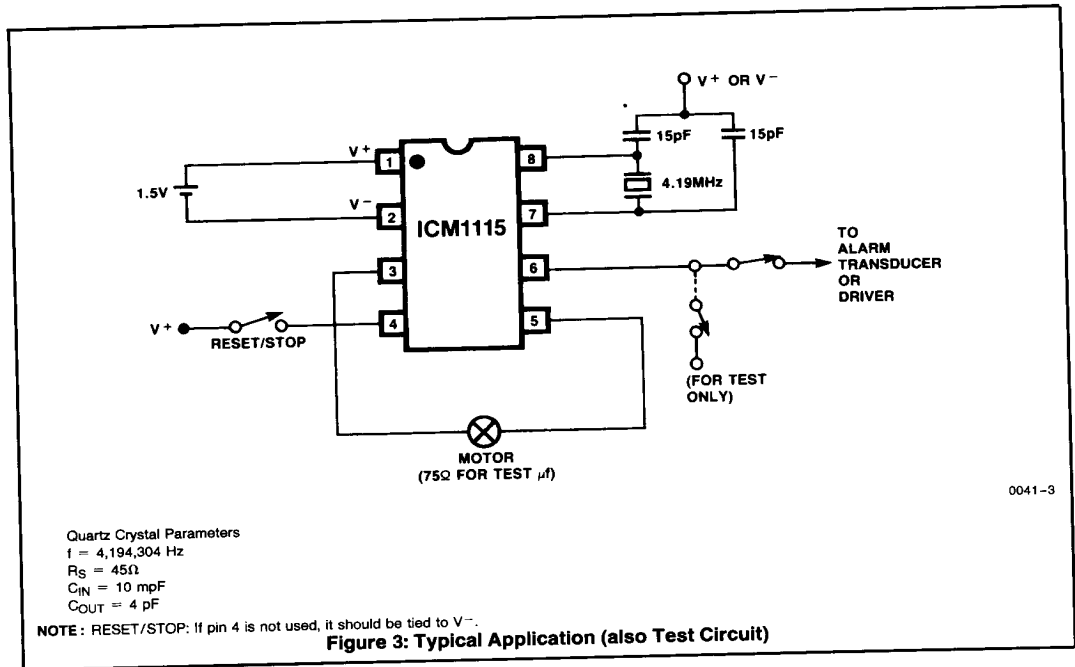 V+ OR V−
15pF
15pF
4.19MHz
1.5V
V+
V−
1
2
3
4
8
7
6
5
ICM1115
TO
ALARM
TRANSDUCER
OR
DRIVER
V+
RESET/STOP
(FOR TEST
ONLY)
MOTOR
(75Ω FOR TEST μf)
0041-3
Quartz Crystal Parameters
f = 4,194,304 Hz
RS = 45Ω
CIN = 10 mpF
COUT = 4 pF
NOTE: RESET/STOP: If pin 4 is not used, it should be tied to V−.
Figure 3: Typical Application (also Test Circuit)